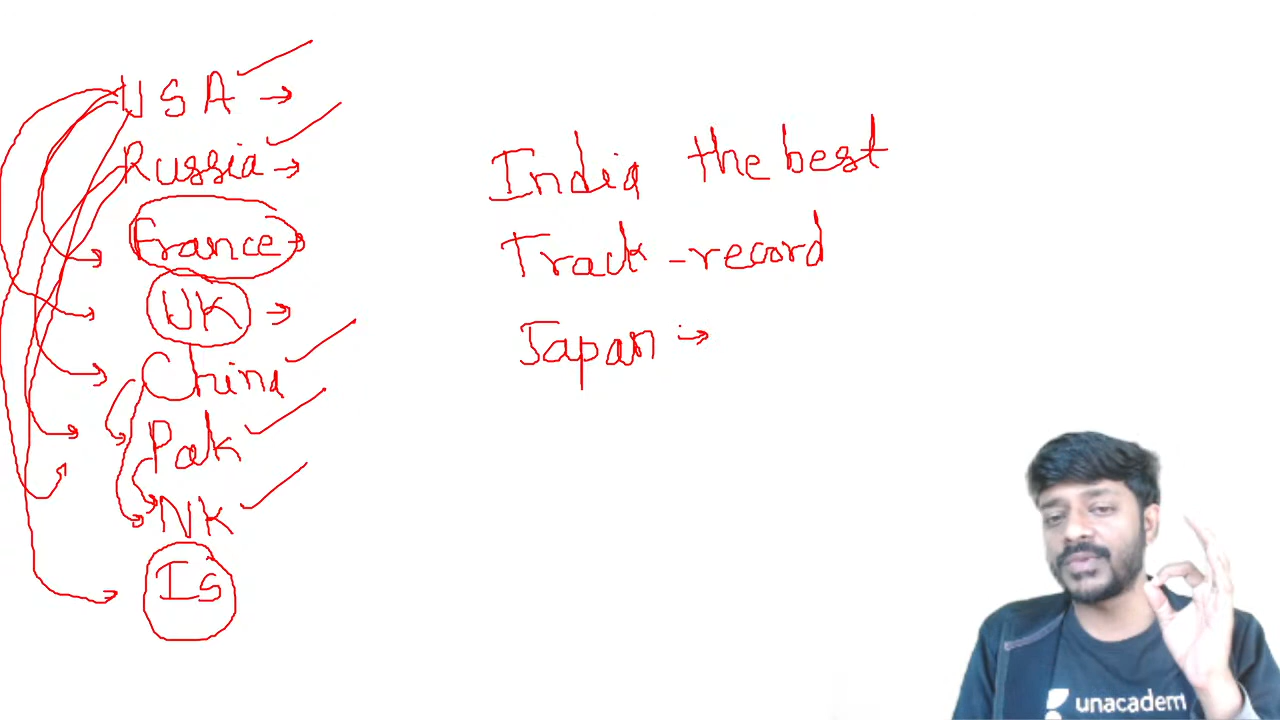 USA →
Russia →
France →
UK →
China
Pak
NK
Is
India the best
Track-record
Japan →
unacadem